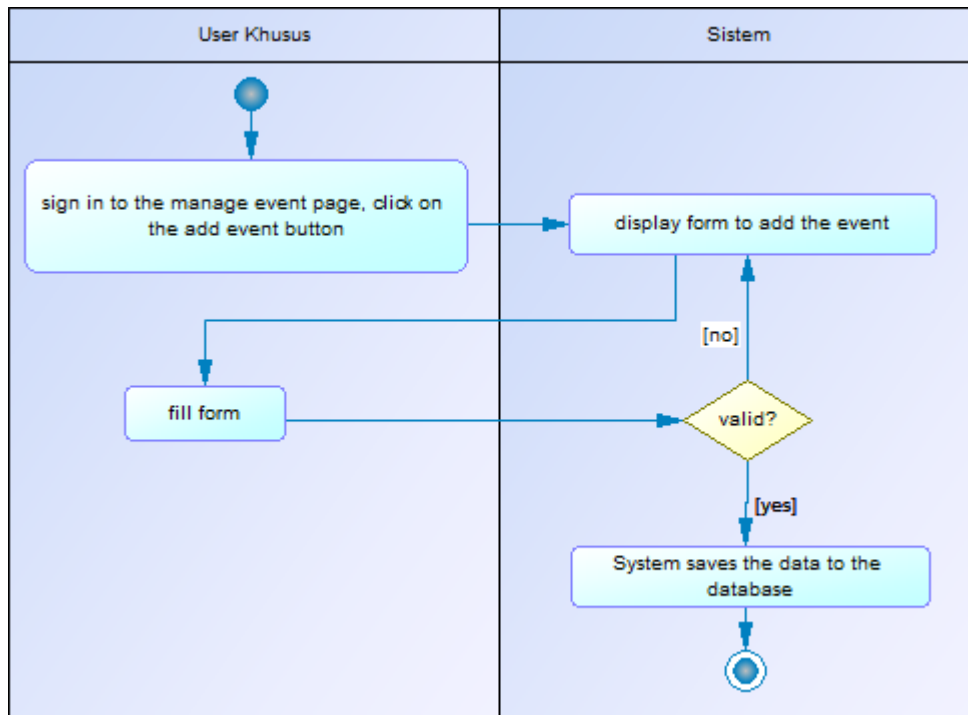 User Khusus
Sistem
sign in to the manage event page, click on
the add event button
display form to add the event
[no]
fill form
valid?
[yes]
System saves the data to the
database